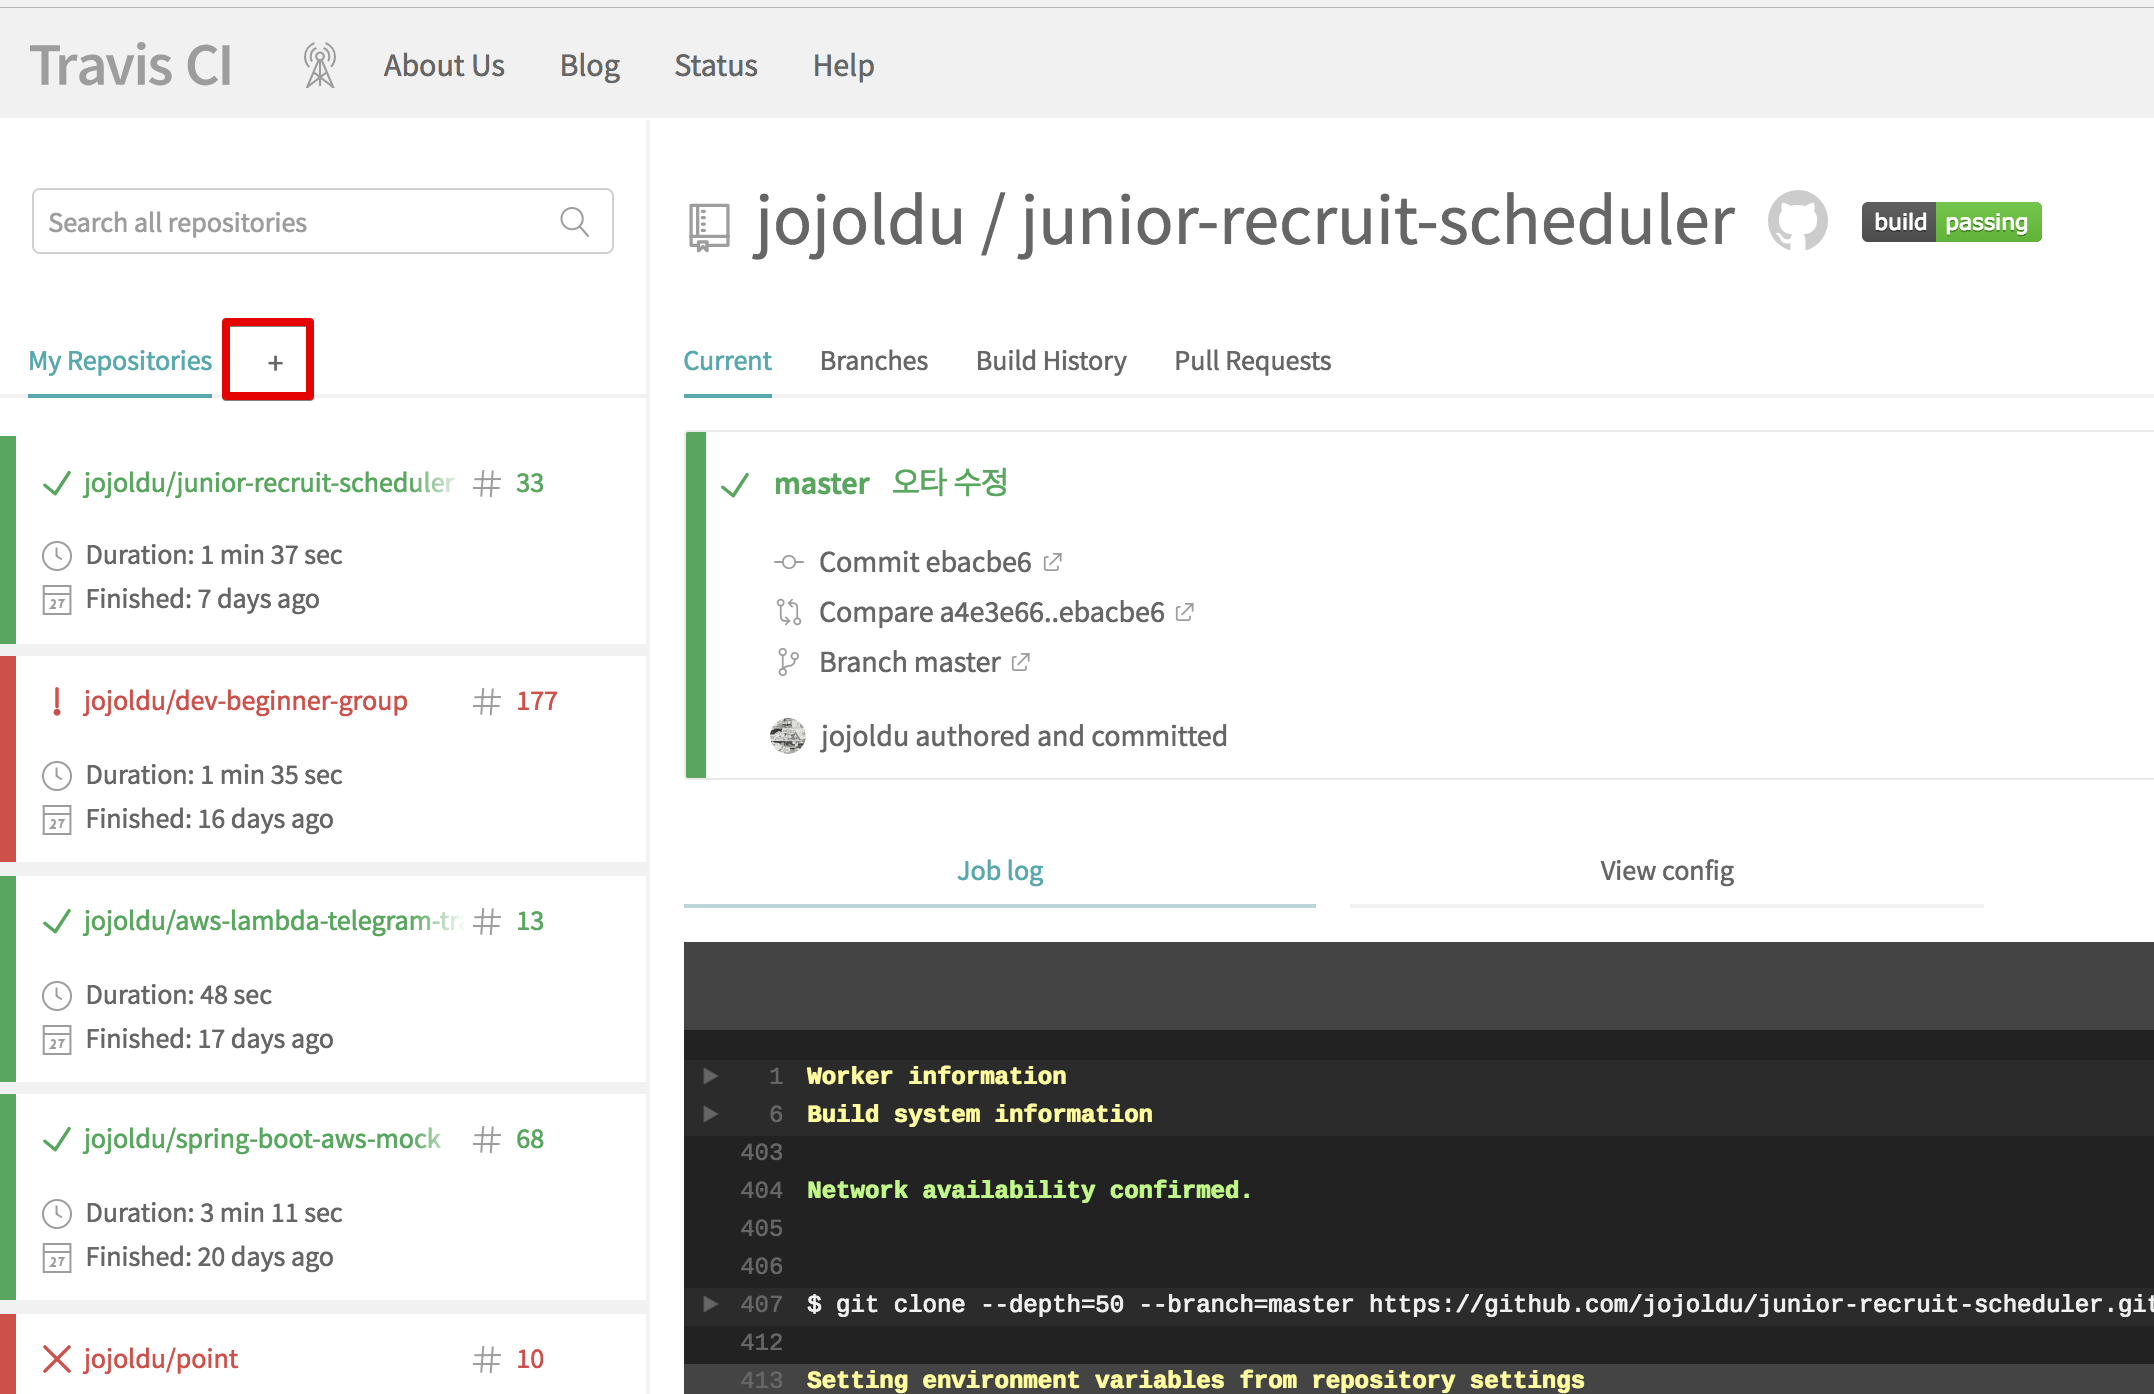 Travis CI
About Us
Blog
Status
Help
Search all repositories
My Repositories
+
jojoldu/junior-recruit-scheduler # 33
Duration: 1 min 37 sec
27 Finished: 7 days ago
jojoldu/dev-beginner-group # 177
Duration: 1 min 35 sec
27 Finished: 16 days ago
jojoldu/aws-lambda-telegram-tra # 13
Duration: 48 sec
27 Finished: 17 days ago
jojoldu/spring-boot-aws-mock # 68
Duration: 3 min 11 sec
27 Finished: 20 days ago
jojoldu/point # 10
jojoldu / junior-recruit-scheduler
build passing
Current
Branches
Build History
Pull Requests
master 오타 수정
Commit ebacbe6
Compare a4e3e66..ebacbe6
Branch master
jojoldu authored and committed
Job log
View config
1 Worker information
6 Build system information
403
404 Network availability confirmed.
405
406
407 $ git clone --depth=50 --branch=master https://github.com/jojoldu/junior-recruit-scheduler.git
412
413 Setting environment variables from repository settings